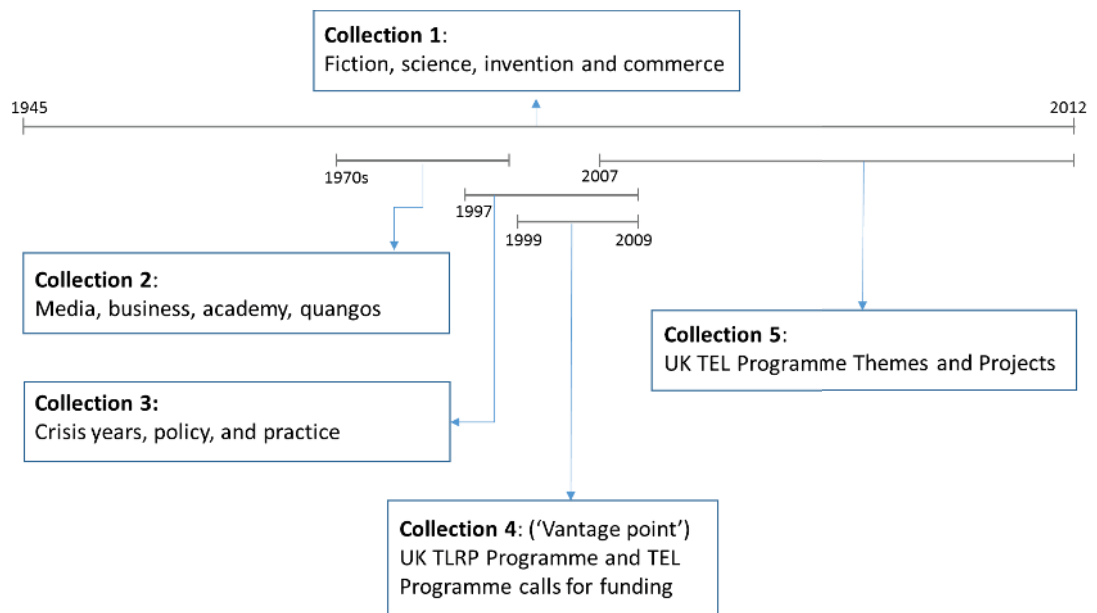 Collection 1:
Fiction, science, invention and commerce
1945
2012
1970s
2007
1997
1999
2009
Collection 2:
Media, business, academy, quangos
Collection 5:
UK TEL Programme Themes and Projects
Collection 3:
Crisis years, policy, and practice
Collection 4: (‘Vantage point’)
UK TLRP Programme and TEL
Programme calls for funding